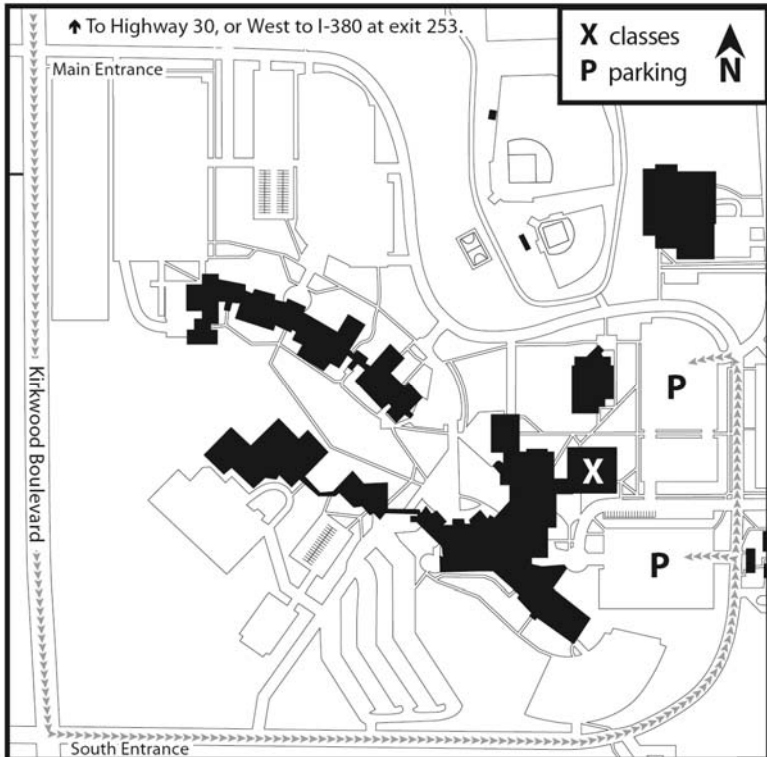 ↑ To Highway 30, or West to I-380 at exit 253.
X classes
P parking
N
Main Entrance
Kirkwood Boulevard
P
X
P
South Entrance